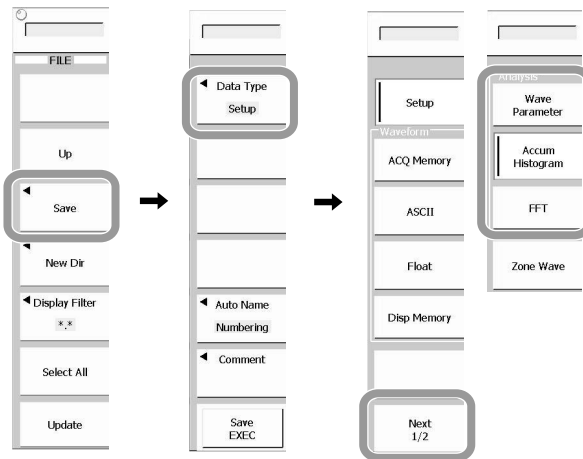 FILE
Up
Save
New Dir
Display Filter
*.*
Select All
Update
Data Type
Setup
Auto Name
Numbering
Comment
Save
EXEC
Setup
Waveform
ACQ Memory
ASCII
Float
Disp Memory
Next
1/2
Analysis
Wave
Parameter
Accum
Histogram
FFT
Zone Wave